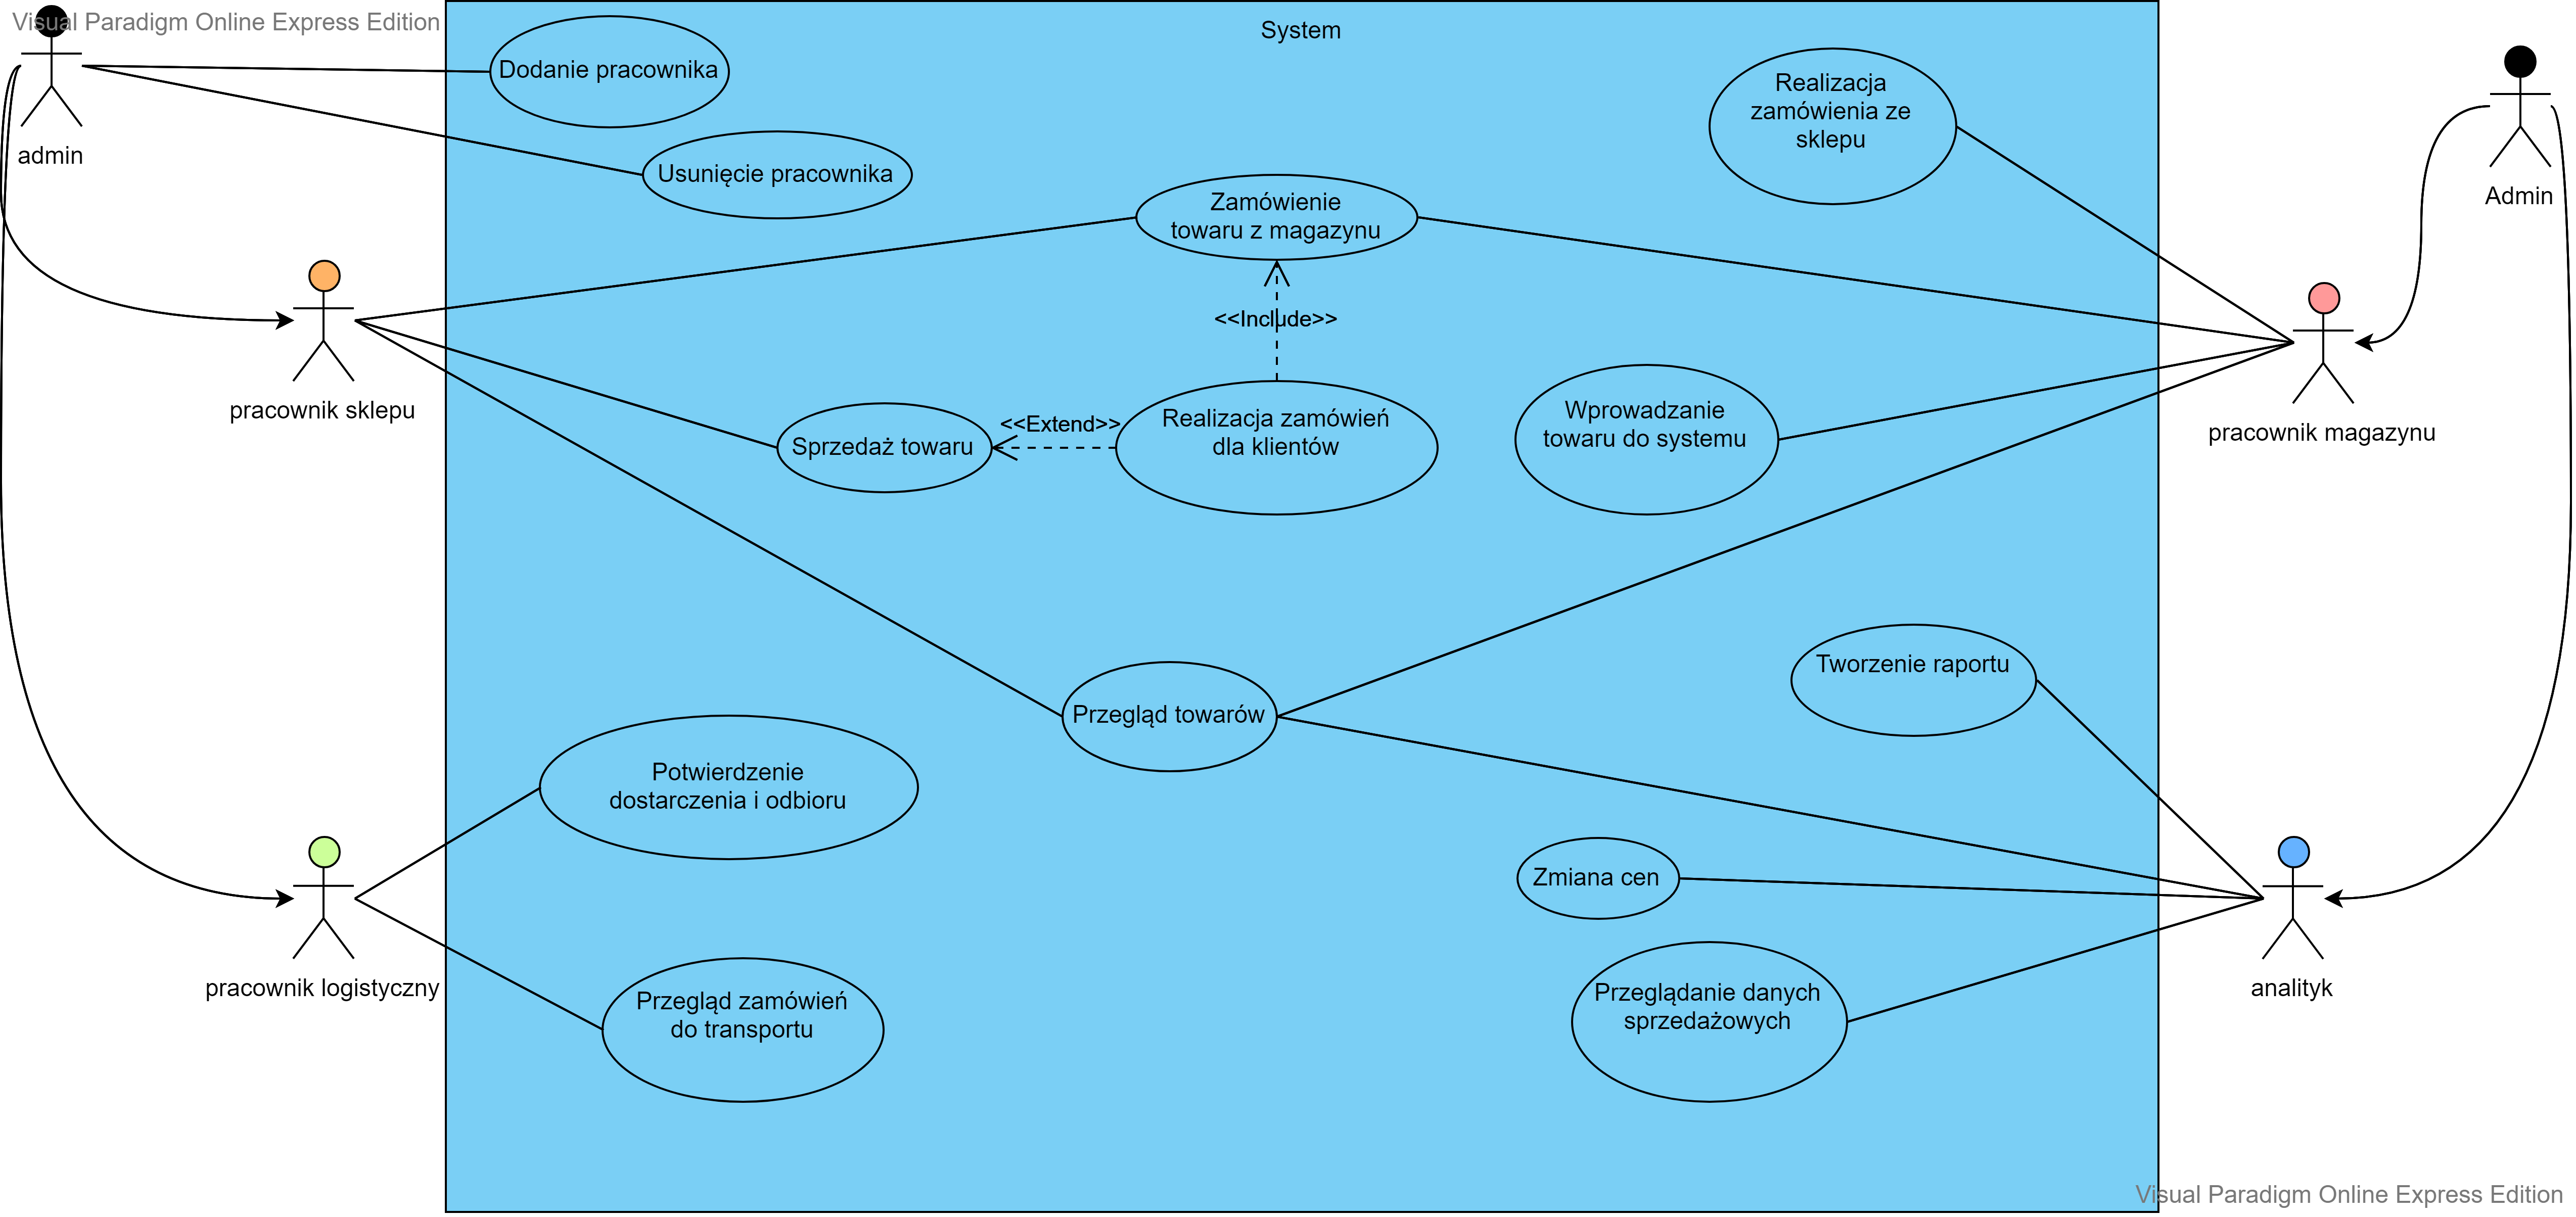 Visual Paradigm Online Express Edition
System
admin
Dodanie pracownika
Usunięcie pracownika
Realizacja
zamówienia ze
sklepu
Admin
Zamówienie
towaru z magazynu
<<Include>>
pracownik sklepu
pracownik magazynu
Sprzedaż towaru
<<Extend>>
Realizacja zamówień
dla klientów
Wprowadzanie
towaru do systemu
Przegląd towarów
Tworzenie raportu
Potwierdzenie
dostarczenia i odbioru
Zmiana cen
pracownik logistyczny
analityk
Przegląd zamówień
do transportu
Przeglądanie danych
sprzedażowych
Visual Paradigm Online Express Edition